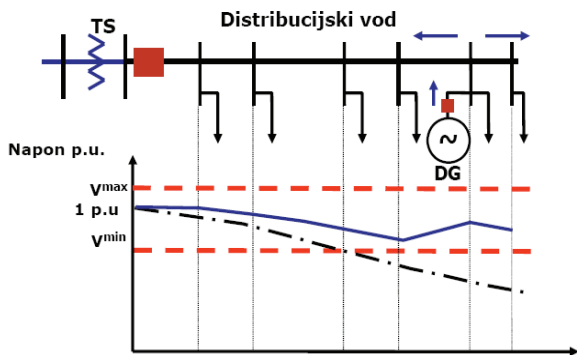 Distribucijski vod
TS
~
DG
Napon p.u.
Vmax
1 p.u
Vmin